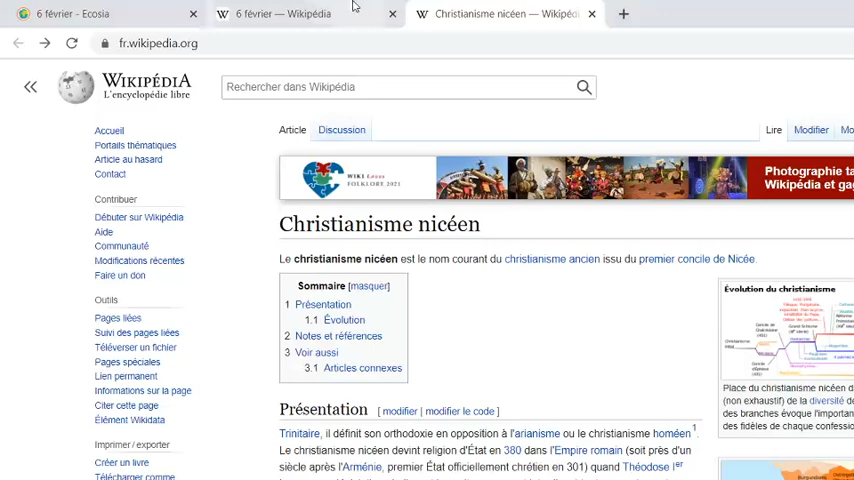 6 février - Ecosia
6 février — Wikipédia
Christianisme nicéen — Wikipéd
fr.wikipedia.org
WIKIPÉDIA
L'encyclopédie libre
Rechercher dans Wikipédia
Accueil
Portails thématiques
Article au hasard
Contact
Contribuer
Débuter sur Wikipédia
Aide
Communauté
Modifications récentes
Faire un don
Outils
Pages liées
Suivi des pages liées
Téléverser un fichier
Pages spéciales
Lien permanent
Informations sur la page
Citer cette page
Élément Wikidata
Imprimer / exporter
Créer un livre
Télécharger comme
Article Discussion
Lire Modifier Mo
WIKI Loves
FOLKLORE 2021
Photographie ta
Wikipédia et gag
Christianisme nicéen
Le christianisme nicéen est le nom courant du christianisme ancien issu du premier concile de Nicée.
Sommaire [masquer]
1 Présentation
1.1 Évolution
2 Notes et références
3 Voir aussi
3.1 Articles connexes
Présentation [ modifier | modifier le code ]
Trinitaire, il définit son orthodoxie en opposition à l'arianisme ou le christianisme homéen1.
Le christianisme nicéen devint religion d'État en 380 dans l'Empire romain (soit près d'un
siècle après l'Arménie, premier État officiellement chrétien en 301) quand Théodose Ier
Évolution du christianisme
Place du christianisme nicéen d
(non exhaustif) de la diversité d
des branches évoque l'importan
des fidèles de chaque confessio